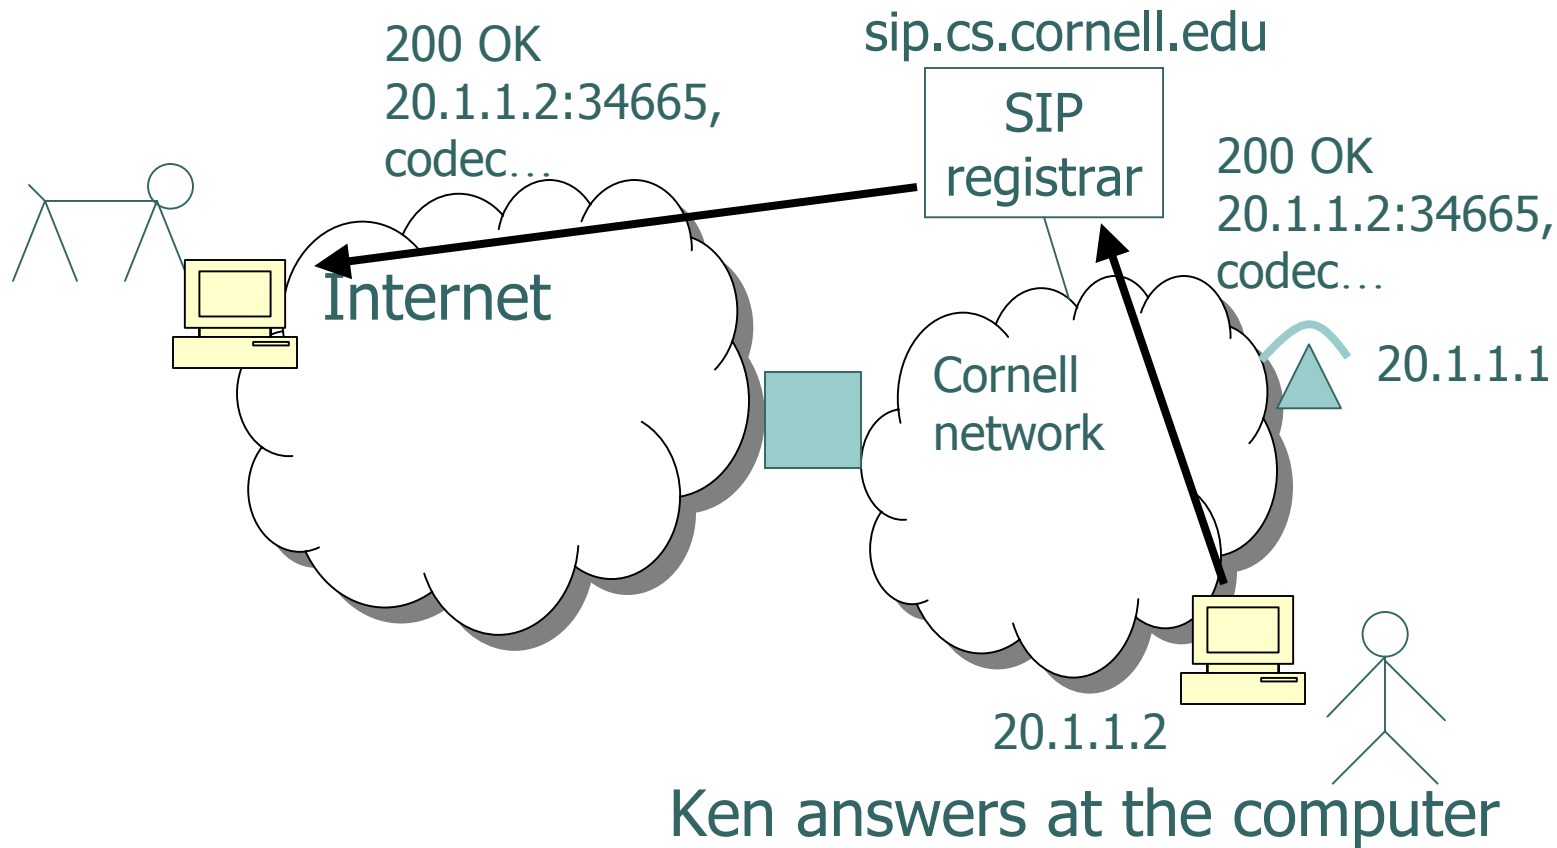 sip.cs.cornell.edu
200 OK
20.1.1.2:34665,
codec…
SIP
registrar
200 OK
20.1.1.2:34665,
codec…
Internet
Cornell
network
20.1.1.1
20.1.1.2
Ken answers at the computer